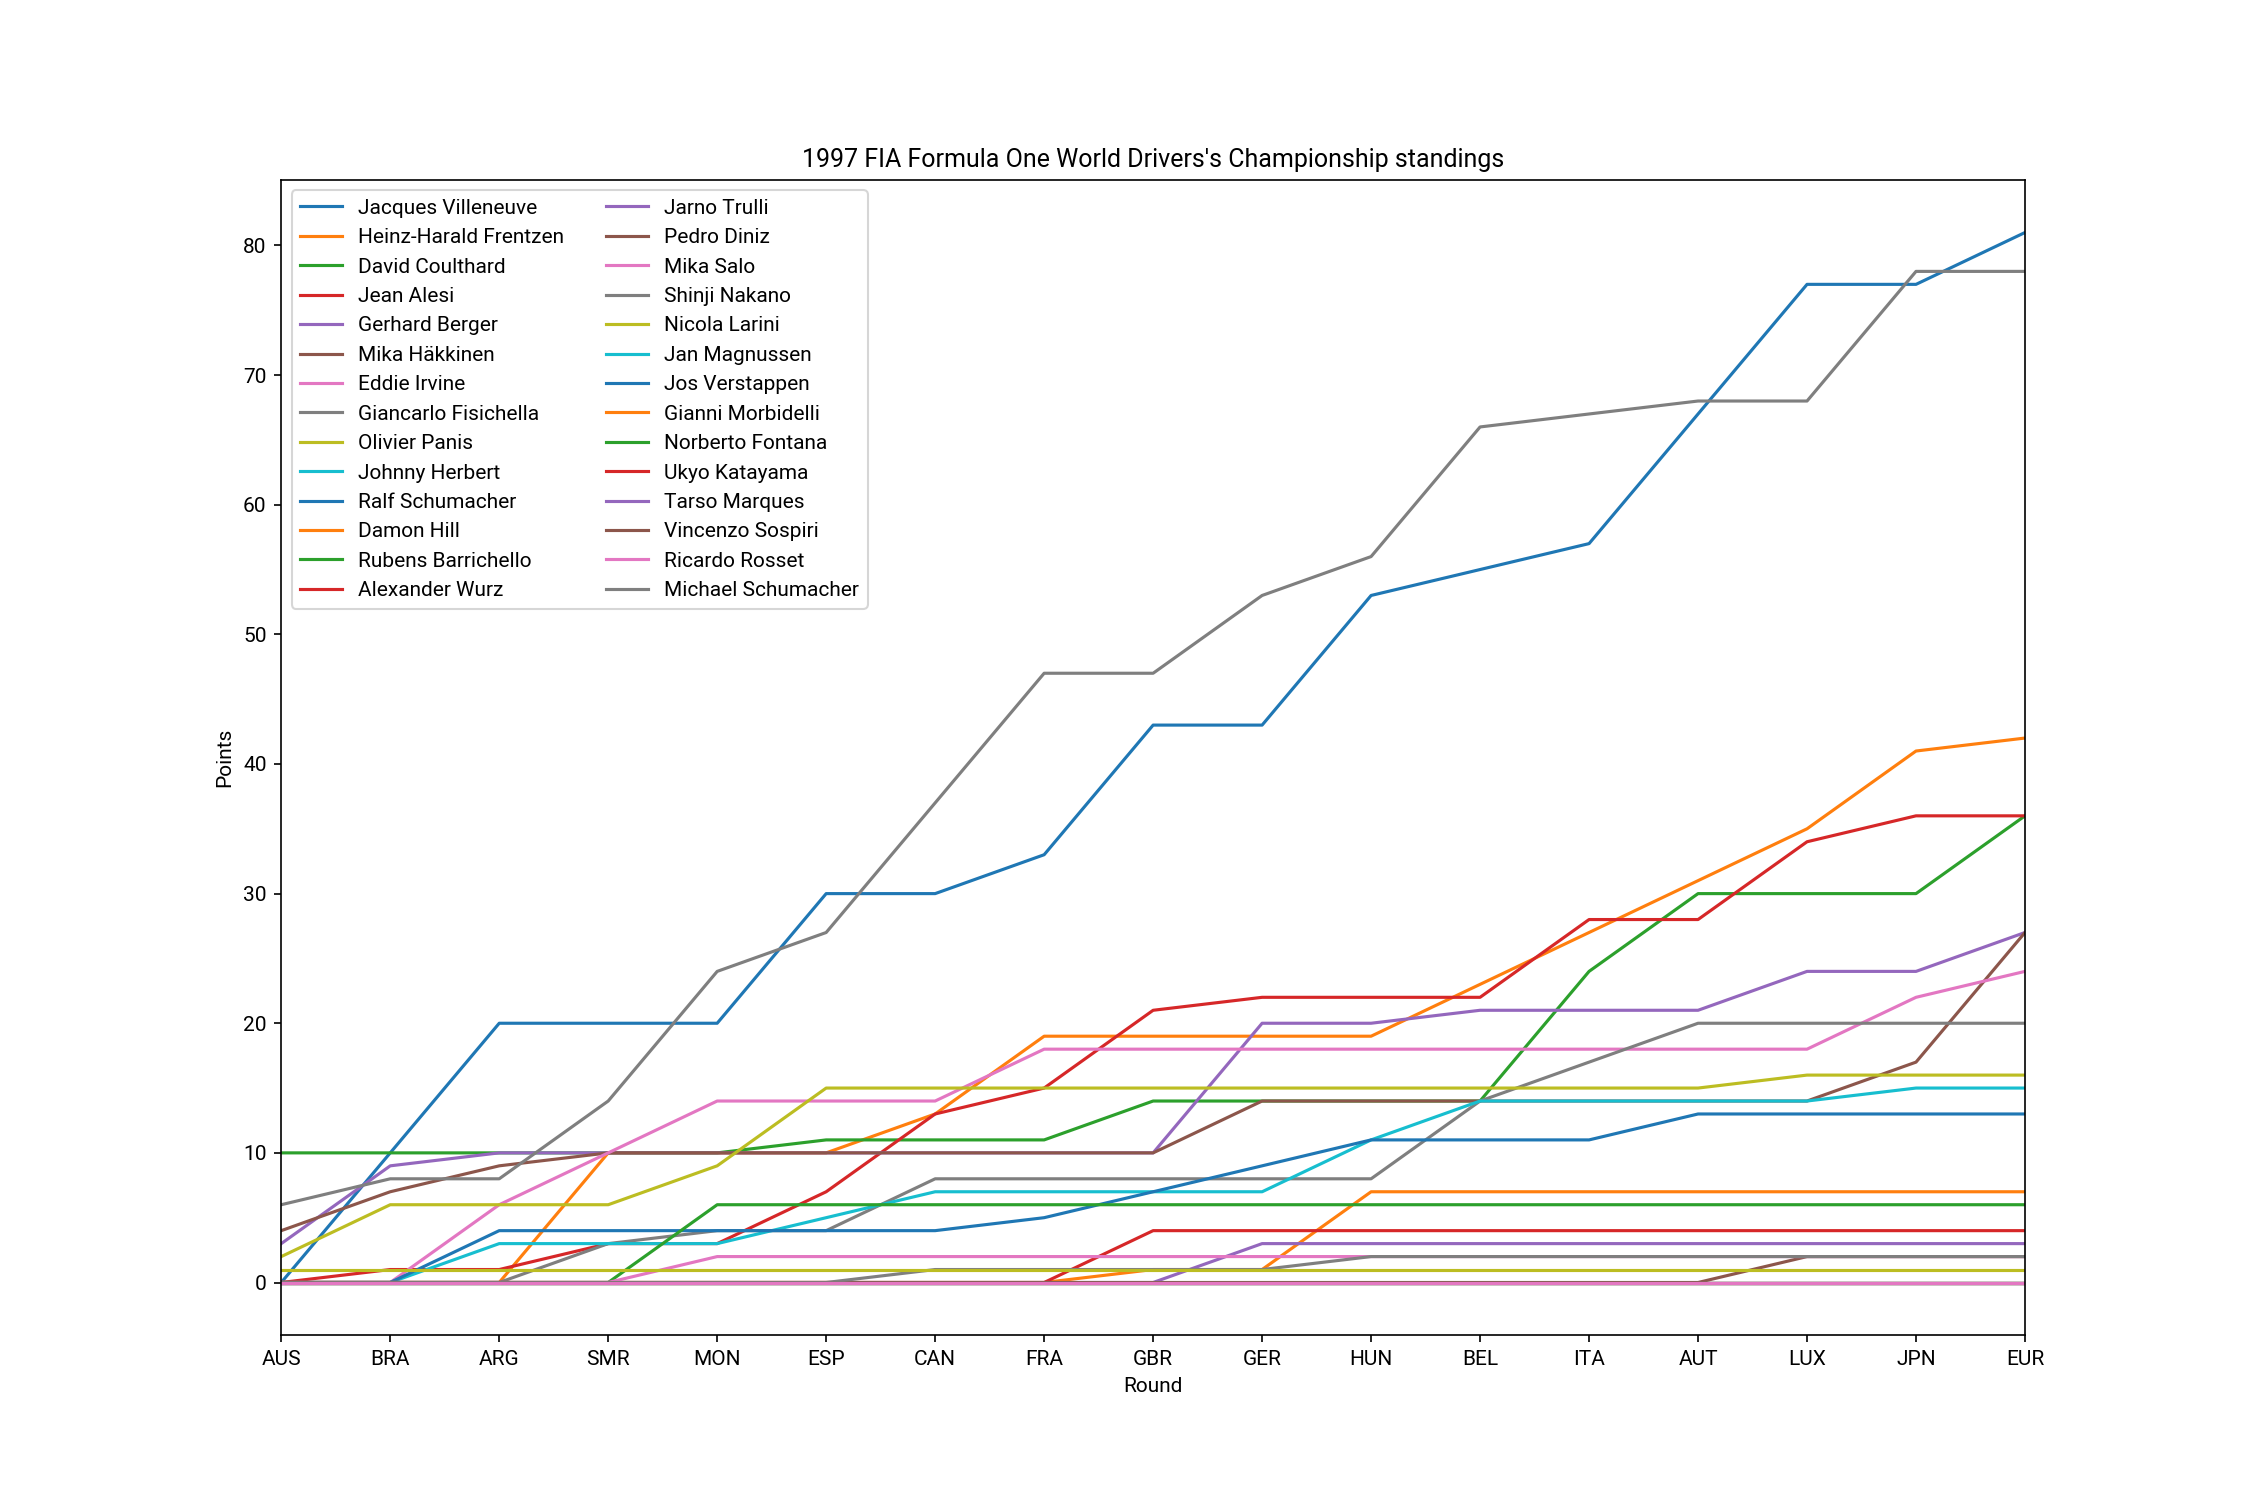 1997 FIA Formula One World Drivers's Championship standings
Jacques Villeneuve
Heinz-Harald Frentzen
David Coulthard
Jean Alesi
Gerhard Berger
Mika Häkkinen
Eddie Irvine
Giancarlo Fisichella
Olivier Panis
Johnny Herbert
Ralf Schumacher
Damon Hill
Rubens Barrichello
Alexander Wurz
Jarno Trulli
Pedro Diniz
Mika Salo
Shinji Nakano
Nicola Larini
Jan Magnussen
Jos Verstappen
Gianni Morbidelli
Norberto Fontana
Ukyo Katayama
Tarso Marques
Vincenzo Sospiri
Ricardo Rosset
Michael Schumacher
Points
80
70
60
50
40
30
20
10
0
AUS BRA ARG SMR MON ESP CAN FRA GBR GER HUN BEL ITA AUT LUX JPN EUR
Round